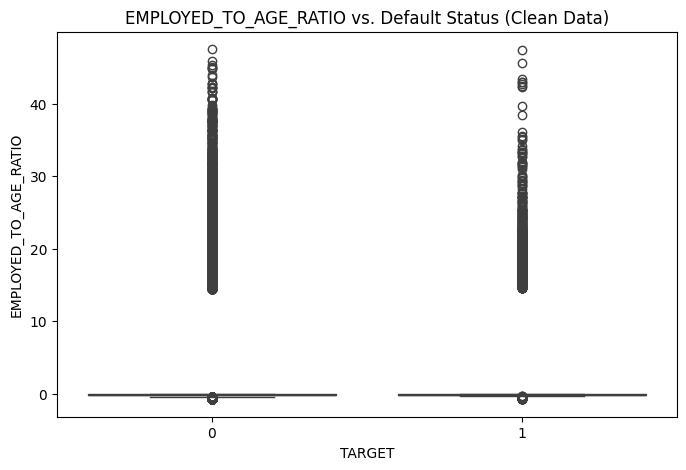 EMPLOYED_TO_AGE_RATIO vs. Default Status (Clean Data)
EMPLOYED_TO_AGE_RATIO
40
30
20
10
0
0
1
TARGET